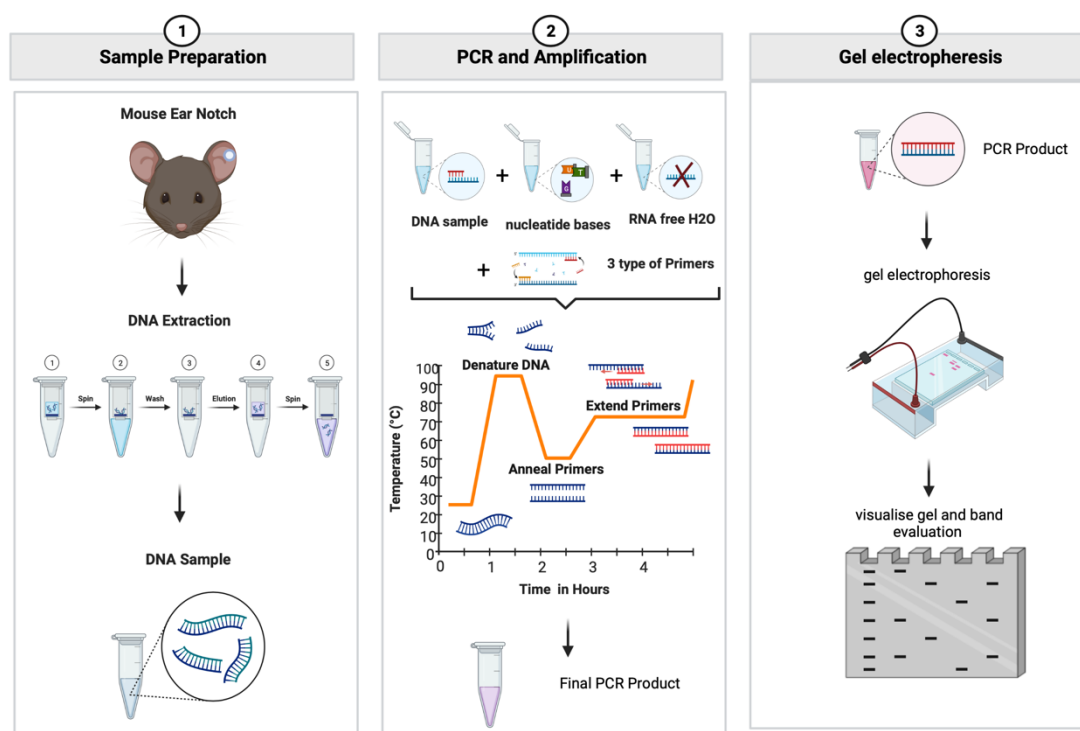 1
Sample Preparation
Mouse Ear Notch
DNA Extraction
1
2
3
4
5
Spin
Wash
Elution
Spin
DNA Sample
2
PCR and Amplification
U
T
G
+
+
DNA sample
nucleatide bases
RNA free H2O
+
3 type of Primers
Denature DNA
100
90
80
70
60
50
40
30
20
10
0
Temperature (°C)
Extend Primers
Anneal Primers
0
1
2
3
4
Time in Hours
Final PCR Product
3
Gel electropheresis
PCR Product
gel electrophoresis
visualise gel and band
evaluation